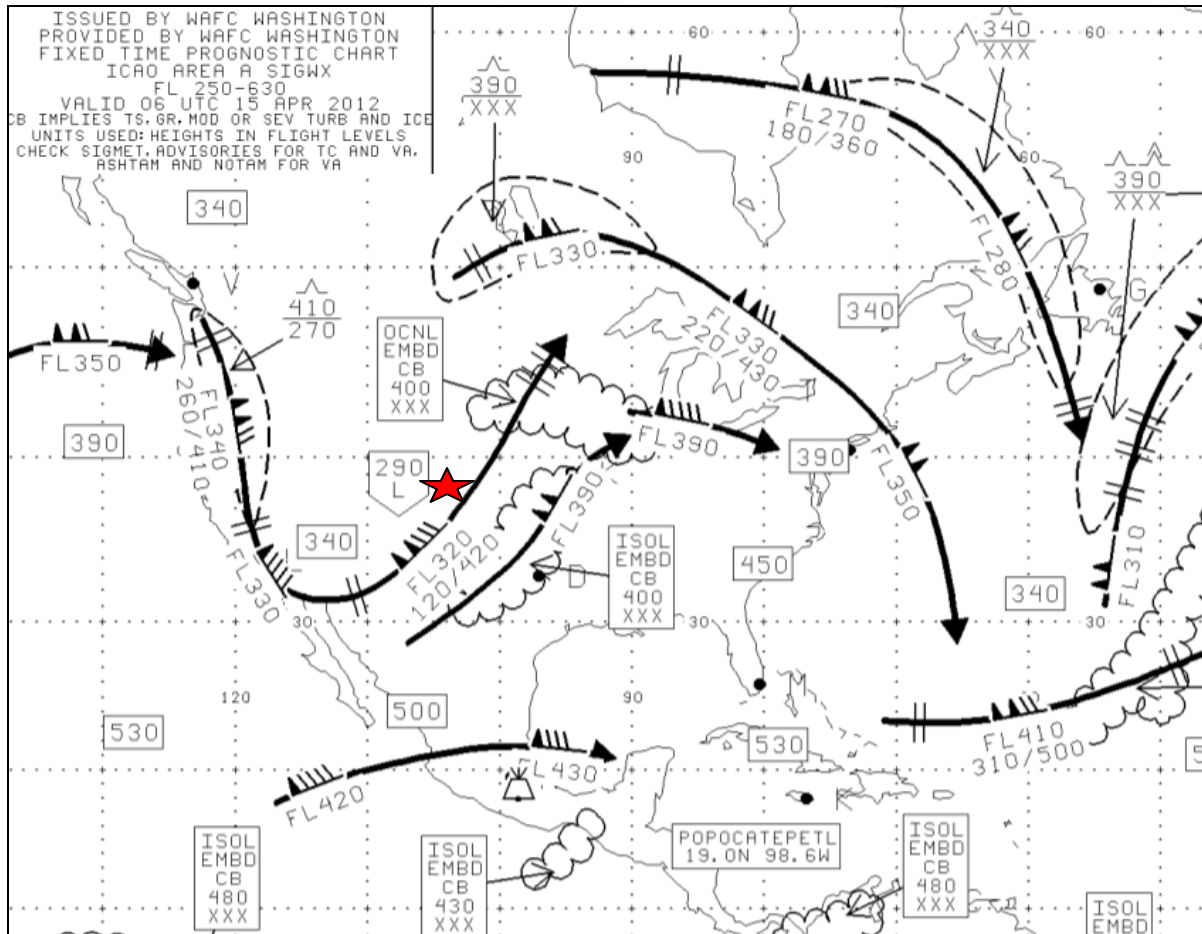 ISSUED BY WAFC WASHINGTON
PROVIDED BY WAFC WASHINGTON
FIXED TIME PROGNOSTIC CHART
ICAO AREA A SIGWX
FL 250-630
VALID 06 UTC 15 APR 2012
CB IMPLIES TS, GR, MOD OR SEV TURB AND ICE
UNITS USED: HEIGHTS IN FLIGHT LEVELS
CHECK SIGMET, ADVISORIES FOR TC AND VA,
ASHTAM AND NOTAM FOR VA
60
340
XXX
390
XXX
FL270
180/360
90
60
390
XXX
340
FL330
FL280
G
410
270
340
FL330
220/430
OCNL
EMBD
CB
400
XXX
FL350
FL340
260/410
390
FL390
390
FL350
290
L
FL390
340
FL320
120/420
ISOL
EMBD
CB
400
XXX
D
450
FL310
340
FL330
30
30
30
120
90
M
500
530
530
FL410
310/500
5
FL430
FL420
K
POPOCATEPETL
19.0N 98.6W
ISOL
EMBD
CB
480
XXX
ISOL
EMBD
CB
430
XXX
ISOL
EMBD
CB
480
XXX
ISOL
EMBD